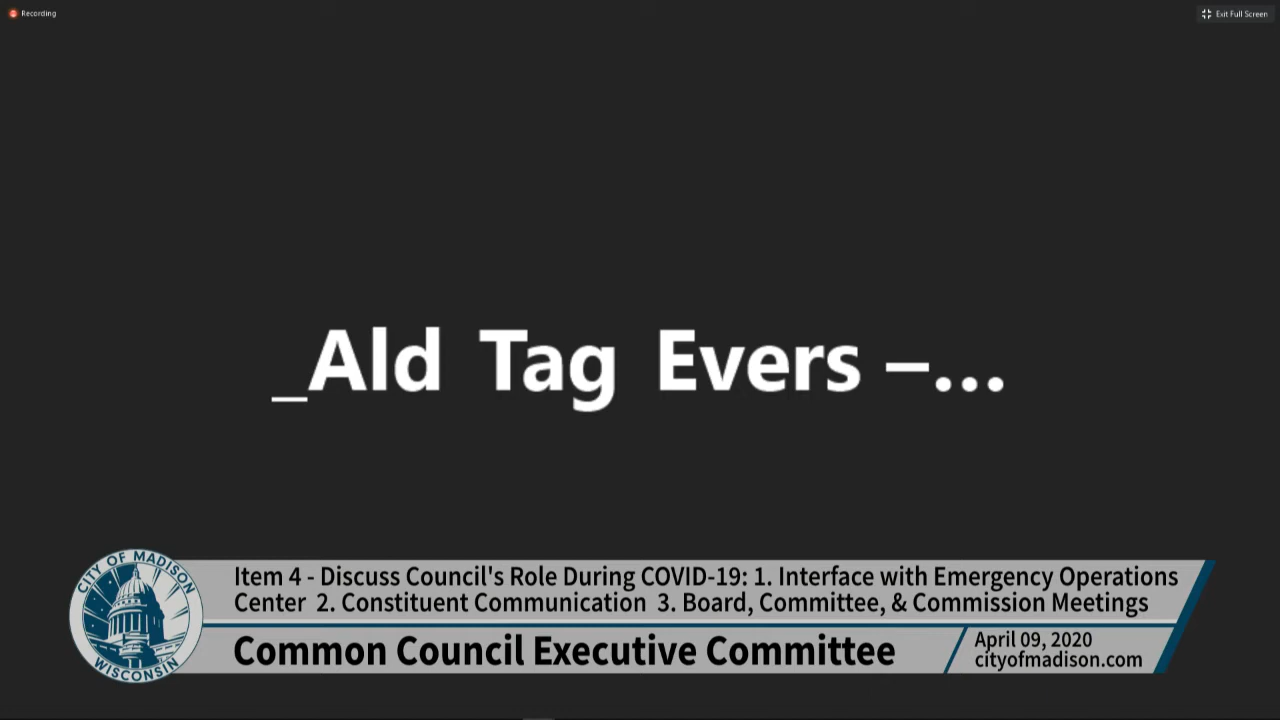 Recording
Exit Full Screen
_Ald Tag Evers –...
CITY OF MADISON
WISCONSIN
Item 4 - Discuss Council's Role During COVID-19: 1. Interface with Emergency Operations
Center 2. Constituent Communication 3. Board, Committee, & Commission Meetings
Common Council Executive Committee
April 09, 2020
cityofmadison.com